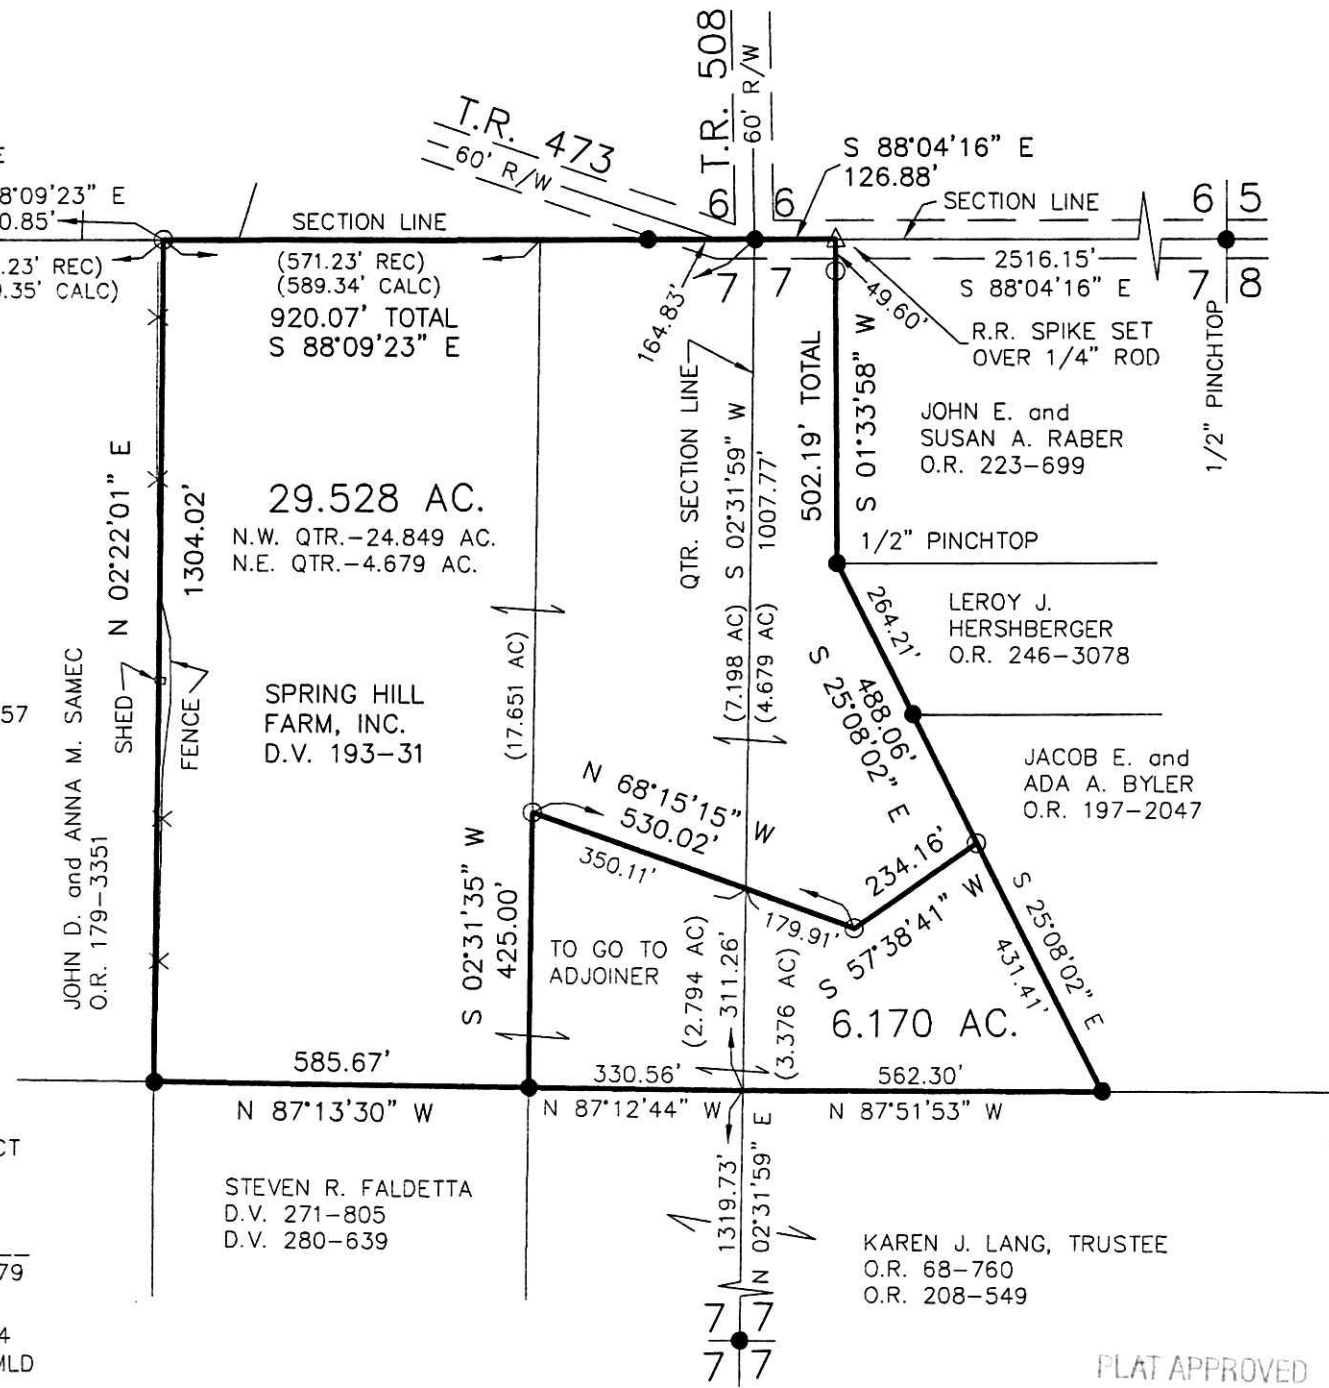 T.R. 508
60' R/W
T.R. 473
60' R/W
E
8°09'23" E
0.85'
.23' REC)
.35' CALC)
SECTION LINE
(571.23' REC)
(589.34' CALC)
920.07' TOTAL
S 88°09'23" E
6 6
7 7
164.83'
S 88°04'16" E
126.88'
SECTION LINE
6 5
7 8
2516.15'
S 88°04'16" E
49.60'
R.R. SPIKE SET
OVER 1/4" ROD
1/2" PINCHTOP
502.19' TOTAL
S 01°33'58" W
JOHN E. and
SUSAN A. RABER
O.R. 223-699
1/2" PINCHTOP
N 02°22'01" E
1304.02'
29.528 AC.
N.W. QTR.-24.849 AC.
N.E. QTR.-4.679 AC.
QTR. SECTION LINE
S 02°31'59" W
1007.77'
(17.651 AC)
(7.198 AC)
(4.679 AC)
264.21'
LEROY J.
HERSHBERGER
O.R. 246-3078
488.06'
S 25°08'02" E
57
JOHN D. and ANNA M. SAMEC
O.R. 179-3351
SHED
FENCE
SPRING HILL
FARM, INC.
D.V. 193-31
JACOB E. and
ADA A. BYLER
O.R. 197-2047
N 68°15'15" W
530.02'
350.11'
179.91'
234.16'
S 57°38'41" W
S 25°08'02" E
431.41'
S 02°31'35" W
425.00'
TO GO TO
ADJOINER
(2.794 AC)
311.26'
(3.376 AC)
6.170 AC.
585.67'
N 87°13'30" W
330.56'
N 87°12'44" W
562.30'
N 87°51'53" W
CT
79
4
MLD
STEVEN R. FALDETTA
D.V. 271-805
D.V. 280-639
1319.73'
N 02°31'59" E
KAREN J. LANG, TRUSTEE
O.R. 68-760
O.R. 208-549
7 7
7 7
PLAT APPROVED